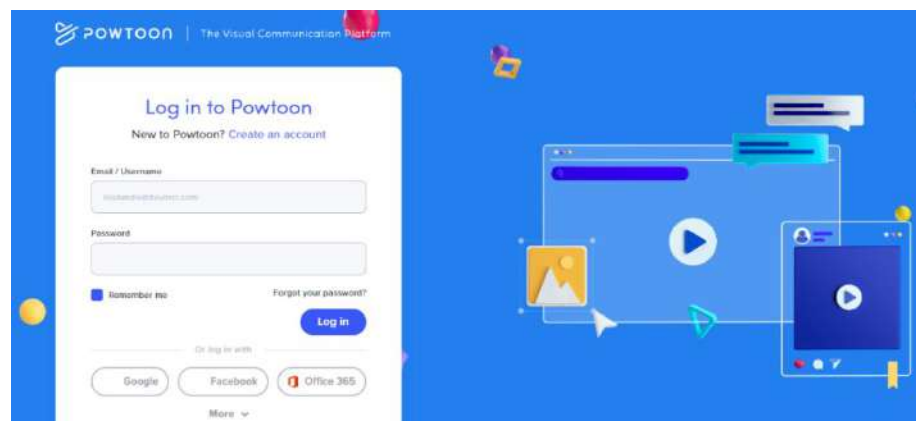 POWTOON | The Visual Communication Platform
Log in to Powtoon
New to Powtoon? Create an account
Email / Username
Password
Remember me
Forgot your password?
Log in
Or log in with
Google
Facebook
Office 365
More